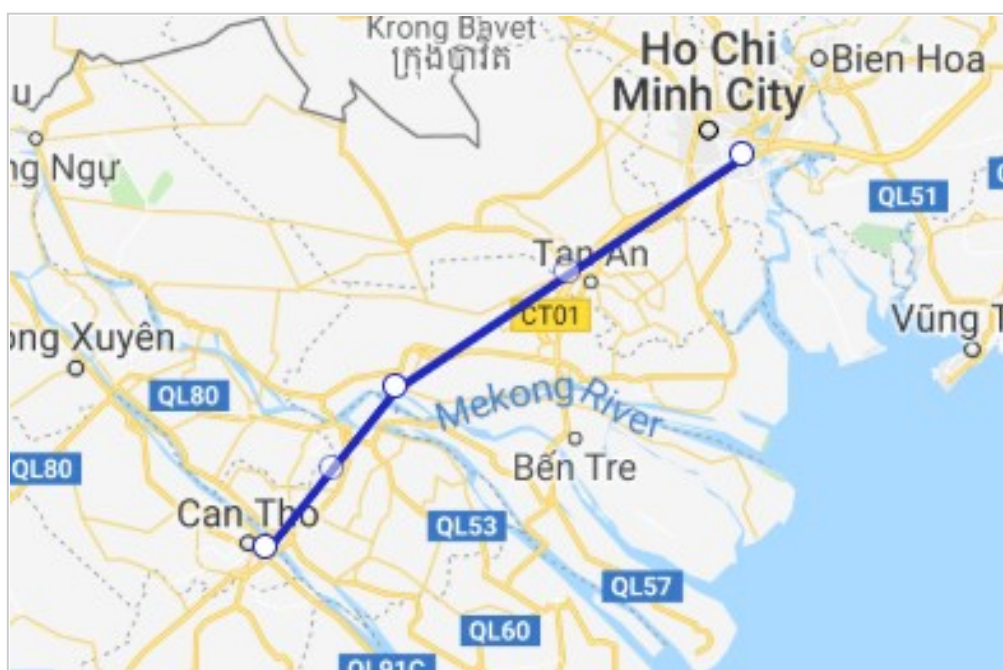 Krong Bavet
ក្រុងបាវិត
Ho Chi
Minh City
Bien Hoa
ng Ngự
QL51
Tan An
CT01
Vũng T
ong Xuyên
QL80
Mekong River
QL80
Bến Tre
Can Tho
QL53
QL57
QL60
QL91C